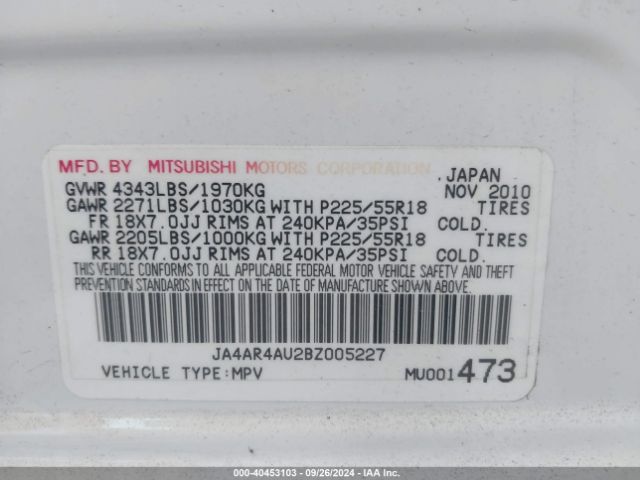 MFD. BY MITSUBISHI MOTORS CORPORATION. JAPAN
GVWR 4343LBS/1970KG NOV 2010
GAWR 2271LBS/1030KG WITH P225/55R18 TIRES
FR 18X7.0JJ RIMS AT 240KPA/35PSI COLD.
GAWR 2205LBS/1000KG WITH P225/55R18 TIRES
RR 18X7.0JJ RIMS AT 240KPA/35PSI COLD.
THIS VEHICLE CONFORMS TO ALL APPLICABLE FEDERAL MOTOR VEHICLE SAFETY AND THEFT
PREVENTION STANDARDS IN EFFECT ON THE DATE OF MANUFACTURE SHOWN ABOVE.
JA4AR4AU2BZ005227
VEHICLE TYPE:MPV MU001473
Stock# - 40453103 - 09/26/2024 - IAA Inc.